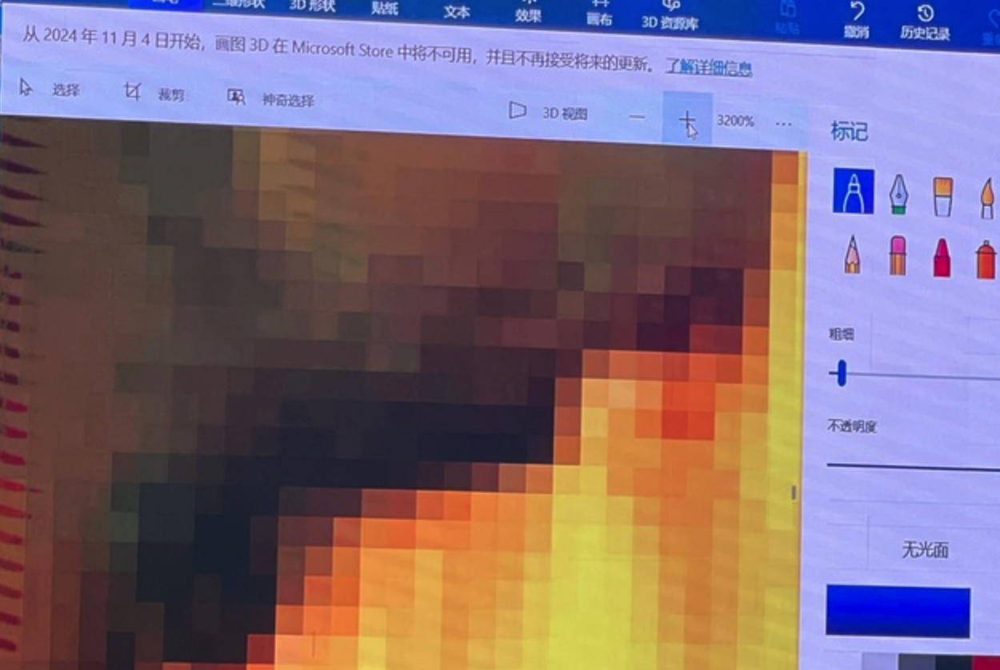 3D 形状
贴纸
文本
效果
画布
3D 资源库
粘贴
撤消
历史记录
从 2024 年 11 月 4 日开始，画图 3D 在 Microsoft Store 中将不可用，并且不再接受将来的更新。 了解详细信息
选择 裁剪 神奇选择 3D 视图 3200% ...
标记
粗细
不透明度
无光面